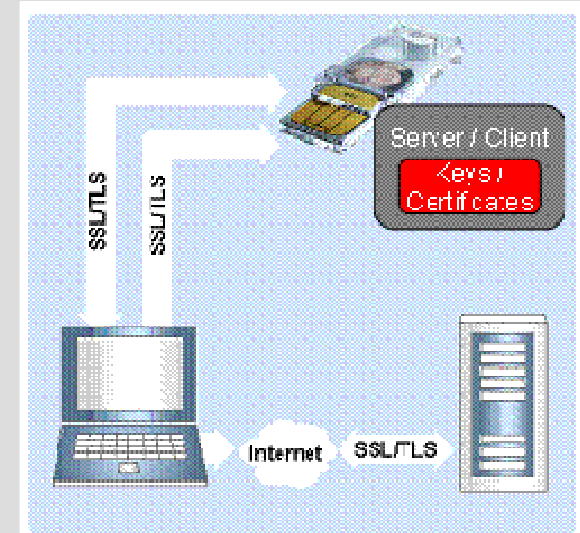 Server / Client
Keys /
Certificates
SSL/TLS
SSL/TLS
Internet
SSL/TLS